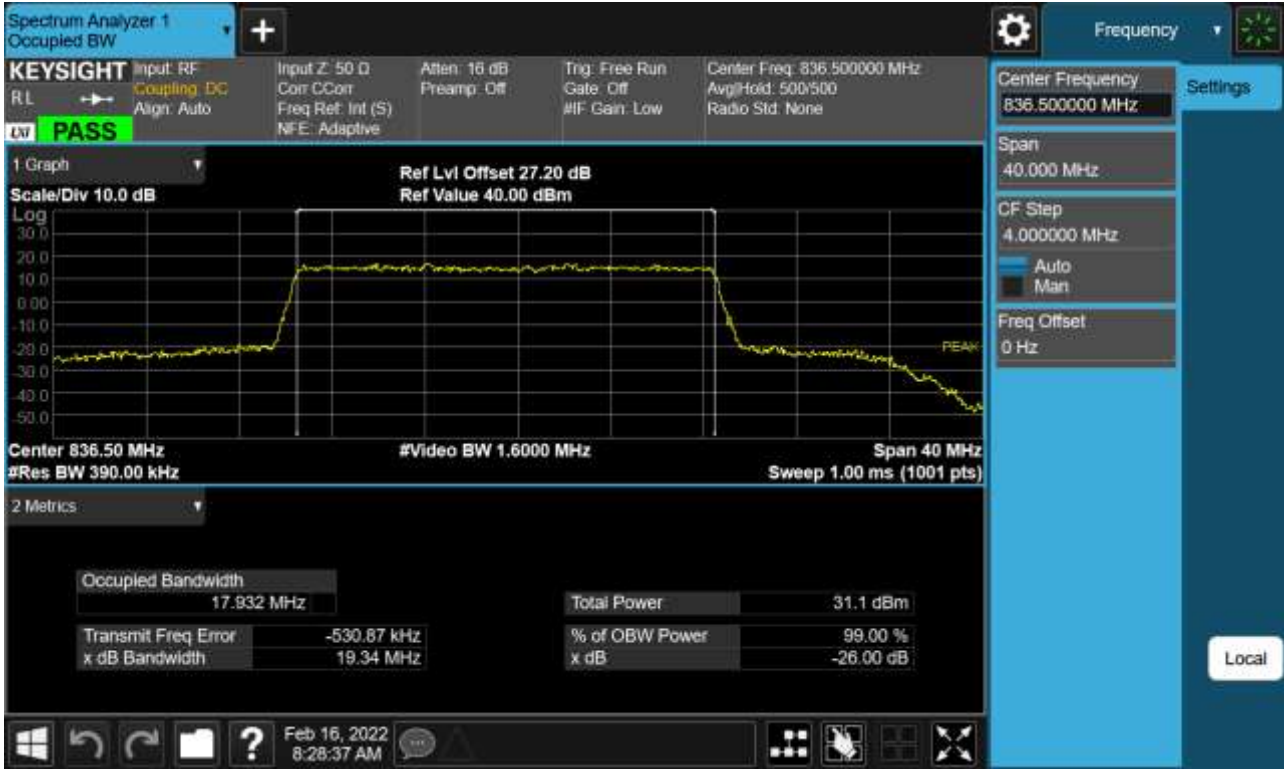 Spectrum Analyzer 1
Occupied BW
+
Frequency
KEYSIGHT
RL
LXI
PASS
Input: RF
Coupling: DC
Align: Auto
Input Z: 50 Ω
Corr CCorr
Freq Ref: Int (S)
NFE: Adaptive
Atten: 16 dB
Preamp: Off
Trig: Free Run
Gate: Off
#IF Gain: Low
Center Freq: 836.500000 MHz
Avg|Hold: 500/500
Radio Std: None
Center Frequency
836.500000 MHz
Settings
Span
40.000 MHz
CF Step
4.000000 MHz
Auto
Man
Freq Offset
0 Hz
Local
1 Graph
Scale/Div 10.0 dB
Ref Lvl Offset 27.20 dB
Ref Value 40.00 dBm
Log
30.0
20.0
10.0
0.00
-10.0
-20.0
-30.0
-40.0
-50.0
PEAK
Center 836.50 MHz
#Video BW 1.6000 MHz
Span 40 MHz
#Res BW 390.00 kHz
Sweep 1.00 ms (1001 pts)
2 Metrics
Occupied Bandwidth
17.932 MHz
Total Power 31.1 dBm
Transmit Freq Error -530.87 kHz
% of OBW Power 99.00 %
x dB Bandwidth 19.34 MHz
x dB -26.00 dB
?
Feb 16, 2022
8:28:37 AM